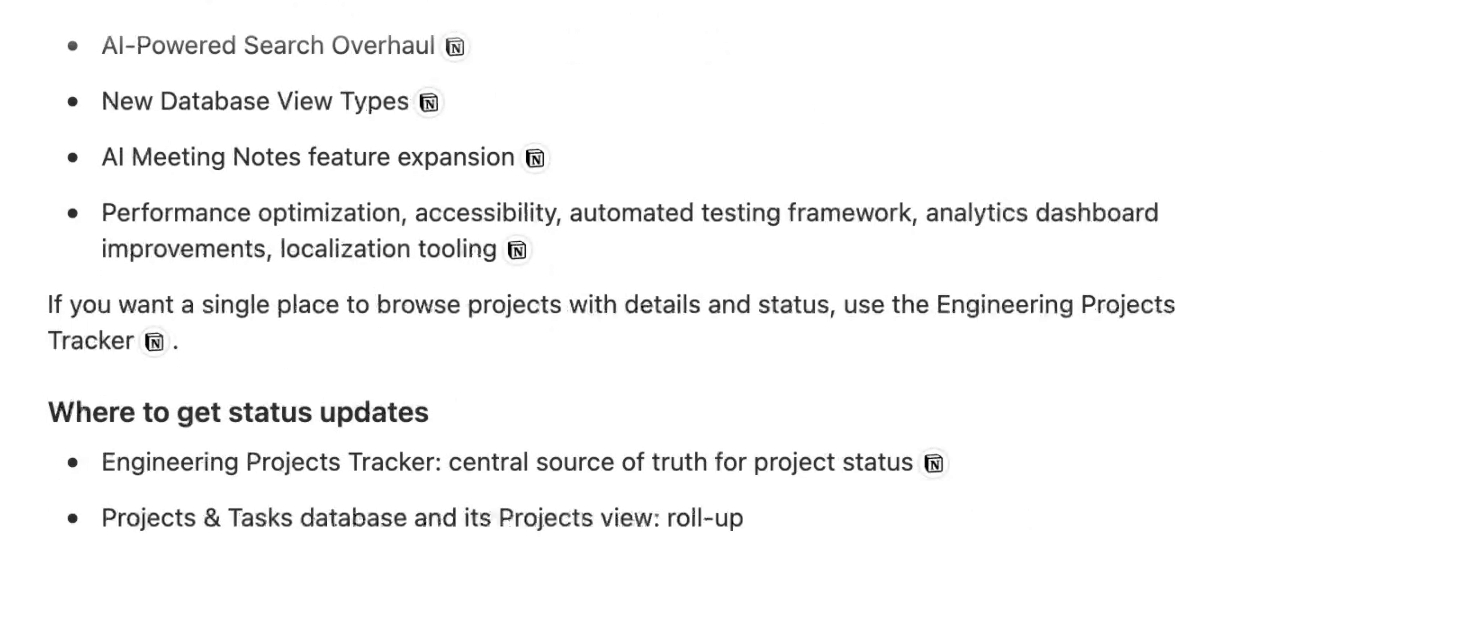 AI-Powered Search Overhaul
New Database View Types
AI Meeting Notes feature expansion
Performance optimization, accessibility, automated testing framework, analytics dashboard
improvements, localization tooling
If you want a single place to browse projects with details and status, use the Engineering Projects
Tracker .
Where to get status updates
Engineering Projects Tracker: central source of truth for project status
Projects & Tasks database and its Projects view: roll-up